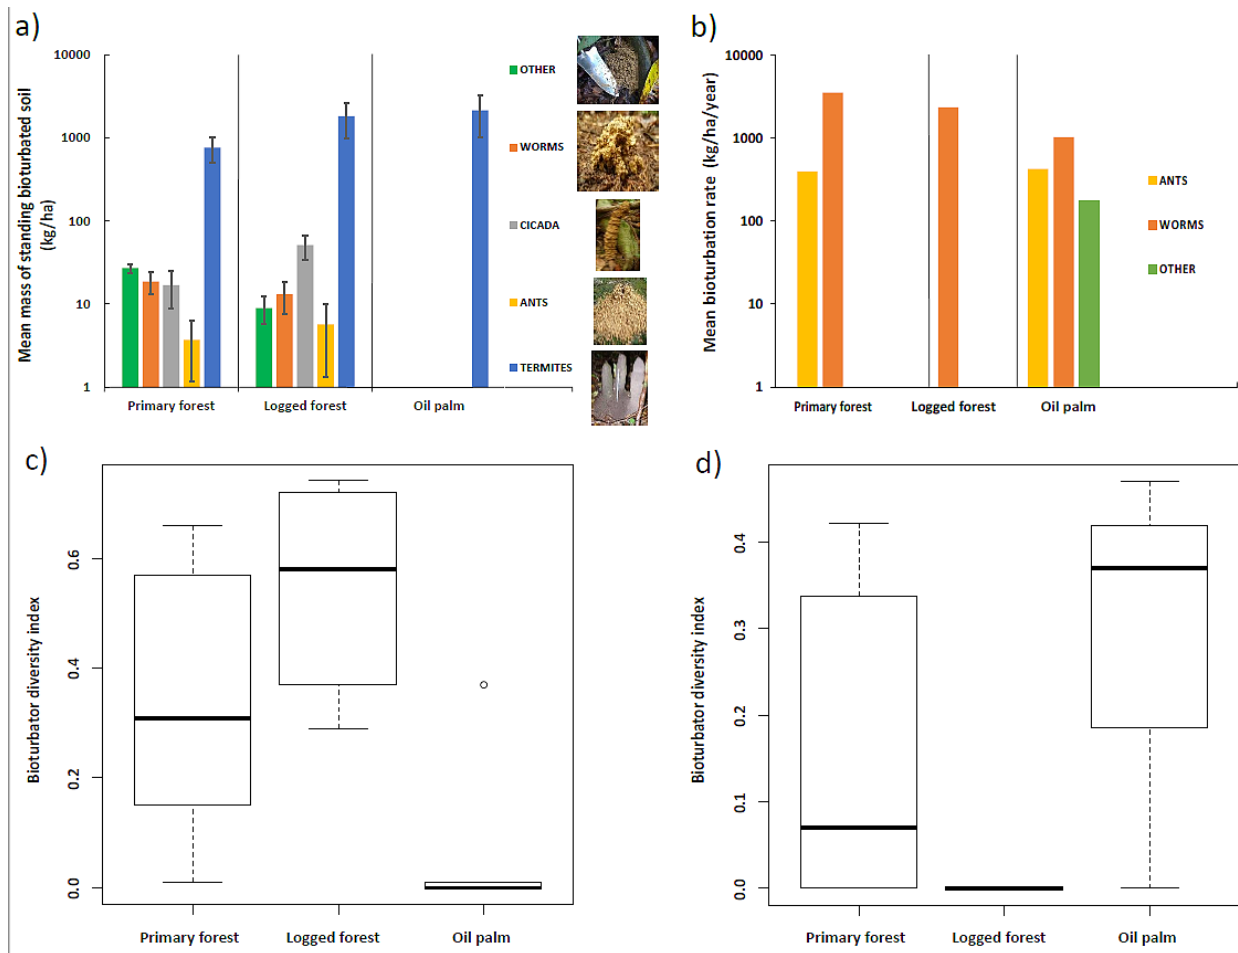 a)
10000
1000
100
10
1
Mean mass of standing bioturbated soil
(kg/ha)
Primary forest
Logged forest
Oil palm
OTHER
WORMS
CICADA
ANTS
TERMITES
b)
10000
1000
100
10
1
Mean bioturbation rate (kg/ha/year)
Primary forest
Logged forest
Oil palm
ANTS
WORMS
OTHER
c)
0.6
0.4
0.2
0.0
Bioturbator diversity index
Primary forest
Logged forest
Oil palm
d)
0.4
0.3
0.2
0.1
0.0
Bioturbator diversity index
Primary forest
Logged forest
Oil palm